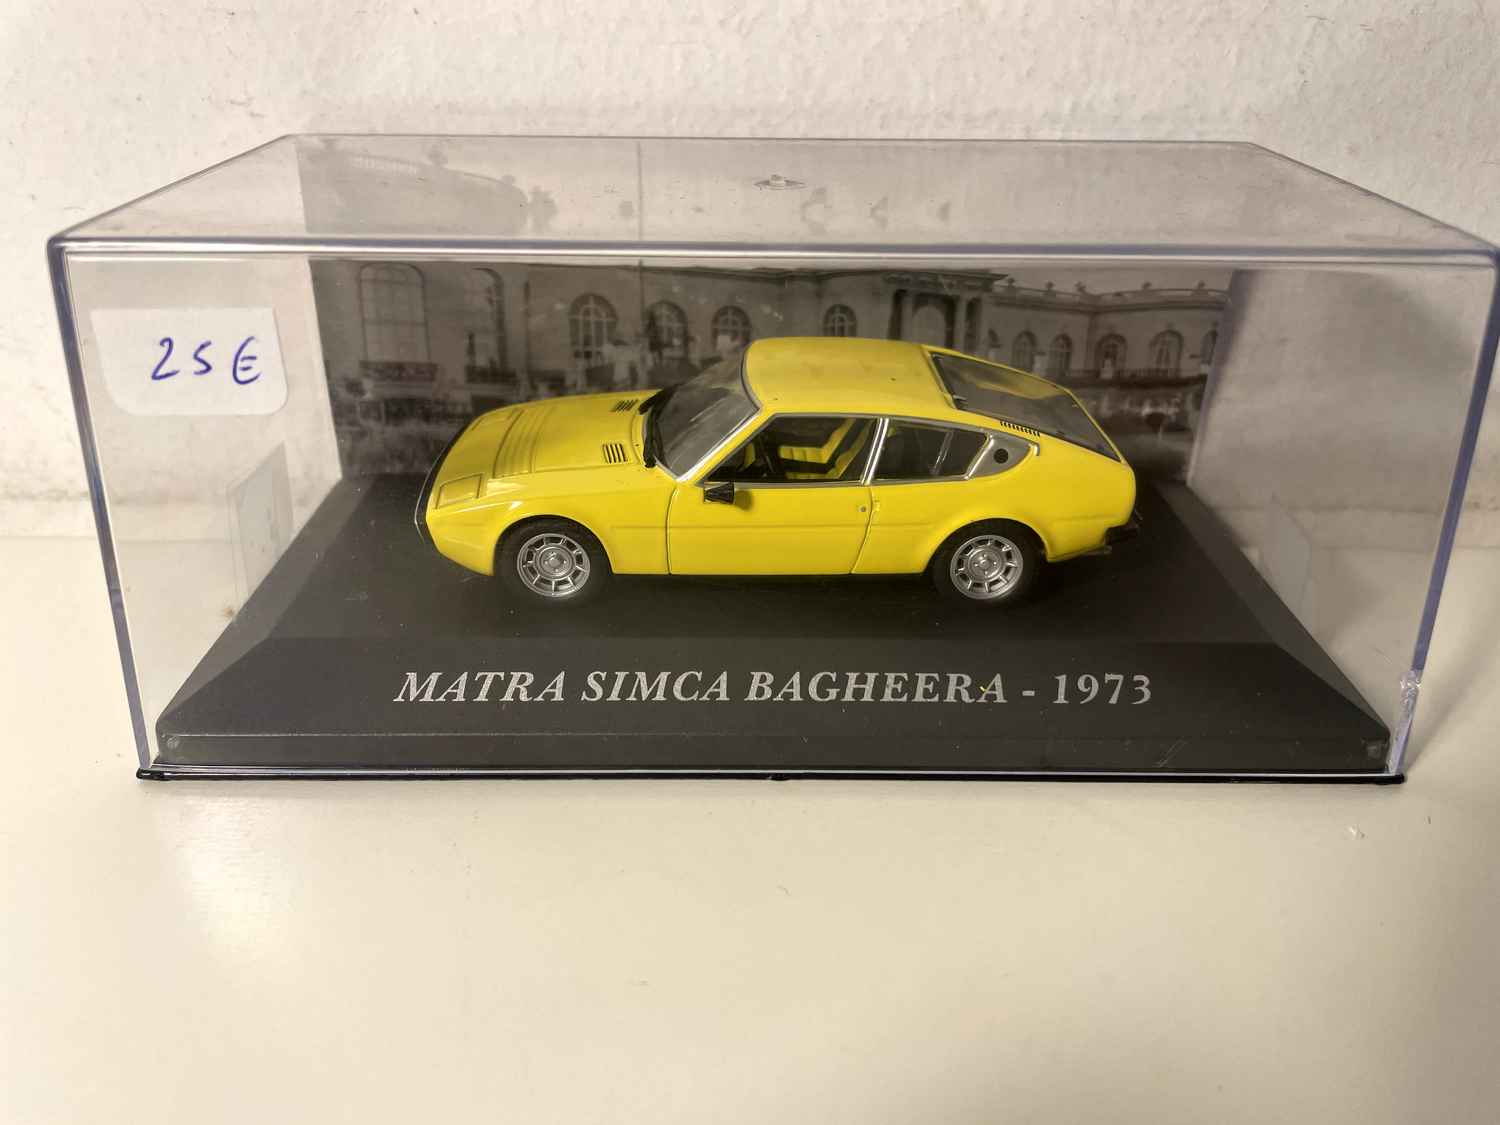 25€
MATRA SIMCA BAGHEERA - 1973